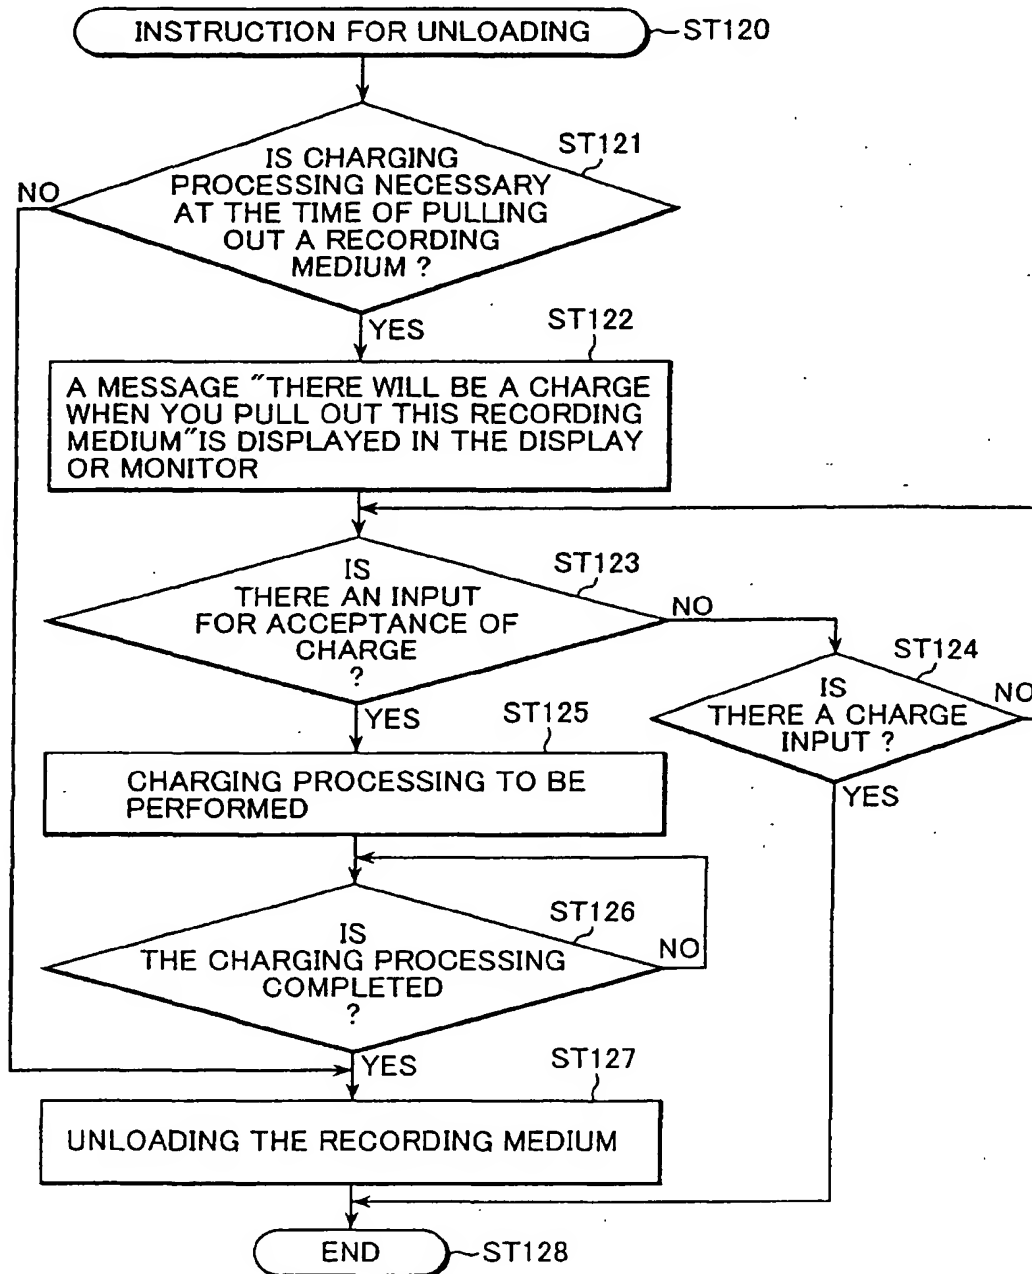 INSTRUCTION FOR UNLOADING
ST120
ST121
IS CHARGING
PROCESSING NECESSARY
AT THE TIME OF PULLING
OUT A RECORDING
MEDIUM ?
NO
YES
ST122
A MESSAGE "THERE WILL BE A CHARGE
WHEN YOU PULL OUT THIS RECORDING
MEDIUM"IS DISPLAYED IN THE DISPLAY
OR MONITOR
ST123
IS
THERE AN INPUT
FOR ACCEPTANCE OF
CHARGE
?
NO
YES
ST124
IS
THERE A CHARGE
INPUT ?
NO
YES
ST125
CHARGING PROCESSING TO BE
PERFORMED
ST126
IS
THE CHARGING PROCESSING
COMPLETED
?
NO
YES
ST127
UNLOADING THE RECORDING MEDIUM
END
ST128